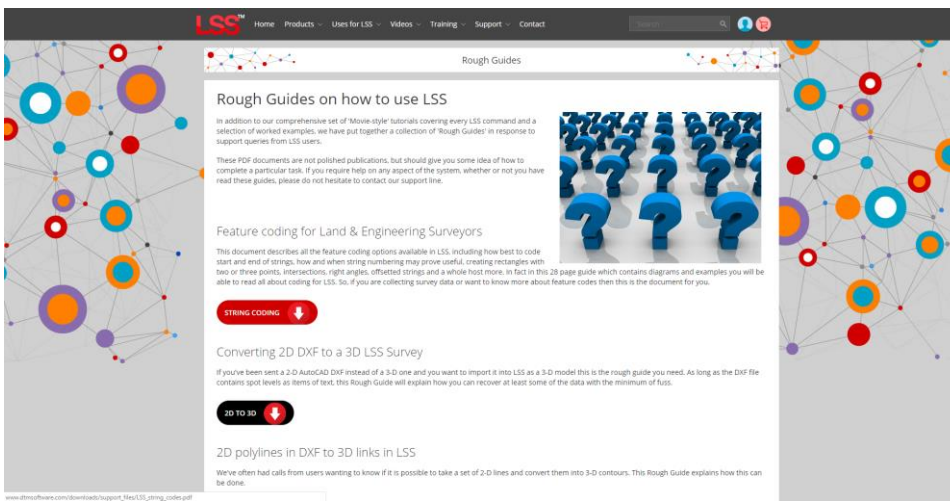 LSS™
Home Products Uses for LSS Videos Training Support Contact
Search
Rough Guides
Rough Guides on how to use LSS
In addition to our comprehensive set of 'Movie-style' tutorials covering every LSS command and a
selection of worked examples, we have put together a collection of 'Rough Guides' in response to
support queries from LSS users.
These PDF documents are not polished publications, but should give you some idea of how to
complete a particular task. If you require help on any aspect of the system, whether or not you have
read these guides, please do not hesitate to contact our support line.
Feature coding for Land & Engineering Surveyors
This document describes all the feature coding options available in LSS, including how best to code
start and end of strings, how and when string numbering may prove useful, creating rectangles with
two or three points, intersections, right angles, offsetted strings and a whole host more. In fact in this 28 page guide which contains diagrams and examples you will be
able to read all about coding for LSS. So, if you are collecting survey data or want to know more about feature codes then this is the document for you.
STRING CODING
Converting 2D DXF to a 3D LSS Survey
If you've been sent a 2-D AutoCAD DXF instead of a 3-D one and you want to import it into LSS as a 3-D model this is the rough guide you need. As long as the DXF file
contains spot levels as items of text, this Rough Guide will explain how you can recover at least some of the data with the minimum of fuss.
2D TO 3D
2D polylines in DXF to 3D links in LSS
We've often had calls from users wanting to know if it is possible to take a set of 2-D lines and convert them into 3-D contours. This Rough Guide explains how this can
be done.
www.dtmsoftware.com/downloads/support_files/LSS_string_codes.pdf